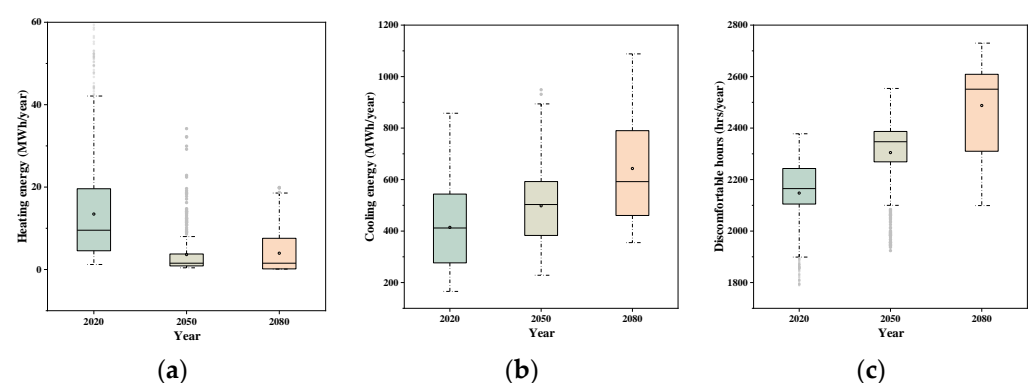 Heating energy (MWh/year)
60
40
20
0
2020
2050
2080
Year
(a)
Cooling energy (MWh/year)
1200
1000
800
600
400
200
2020
2050
2080
Year
(b)
Discomfortable hours (hrs/year)
2800
2600
2400
2200
2000
1800
2020
2050
2080
Year
(c)